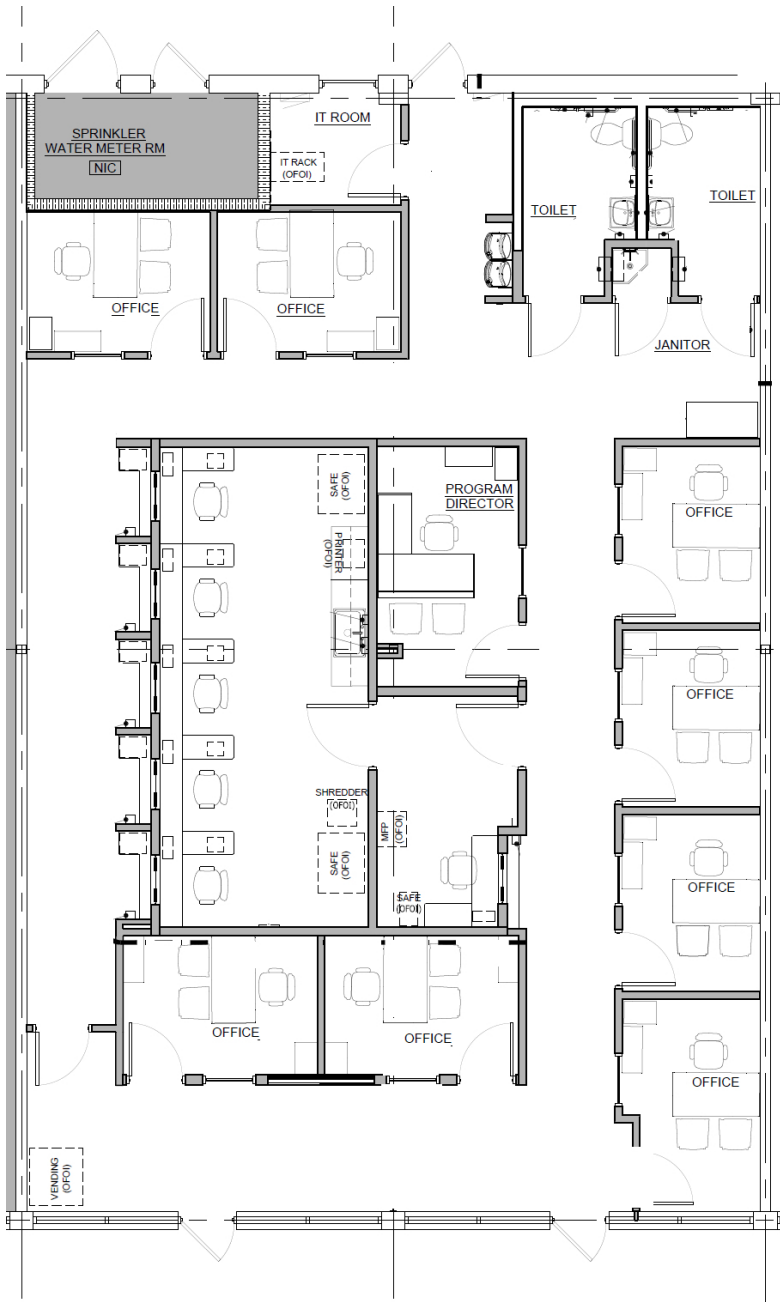 IT ROOM
SPRINKLER
WATER METER RM
NIC
IT RACK
(OFOI)
TOILET
TOILET
OFFICE
OFFICE
JANITOR
SAFE
(OFOI)
PROGRAM
DIRECTOR
OFFICE
PRINTER
(OFOI)
OFFICE
SHREDDER
(OFOI)
MFP
(OFOI)
SAFE
(OFOI)
OFFICE
SAFE
(OFOI)
OFFICE
OFFICE
OFFICE
VENDING
(OFOI)